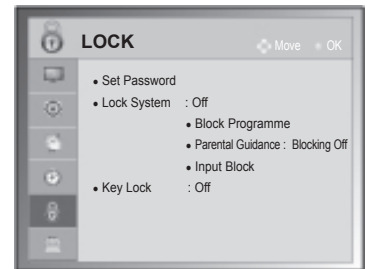 LOCK
Move OK
• Set Password
• Lock System : Off
• Block Programme
• Parental Guidance : Blocking Off
• Input Block
• Key Lock : Off